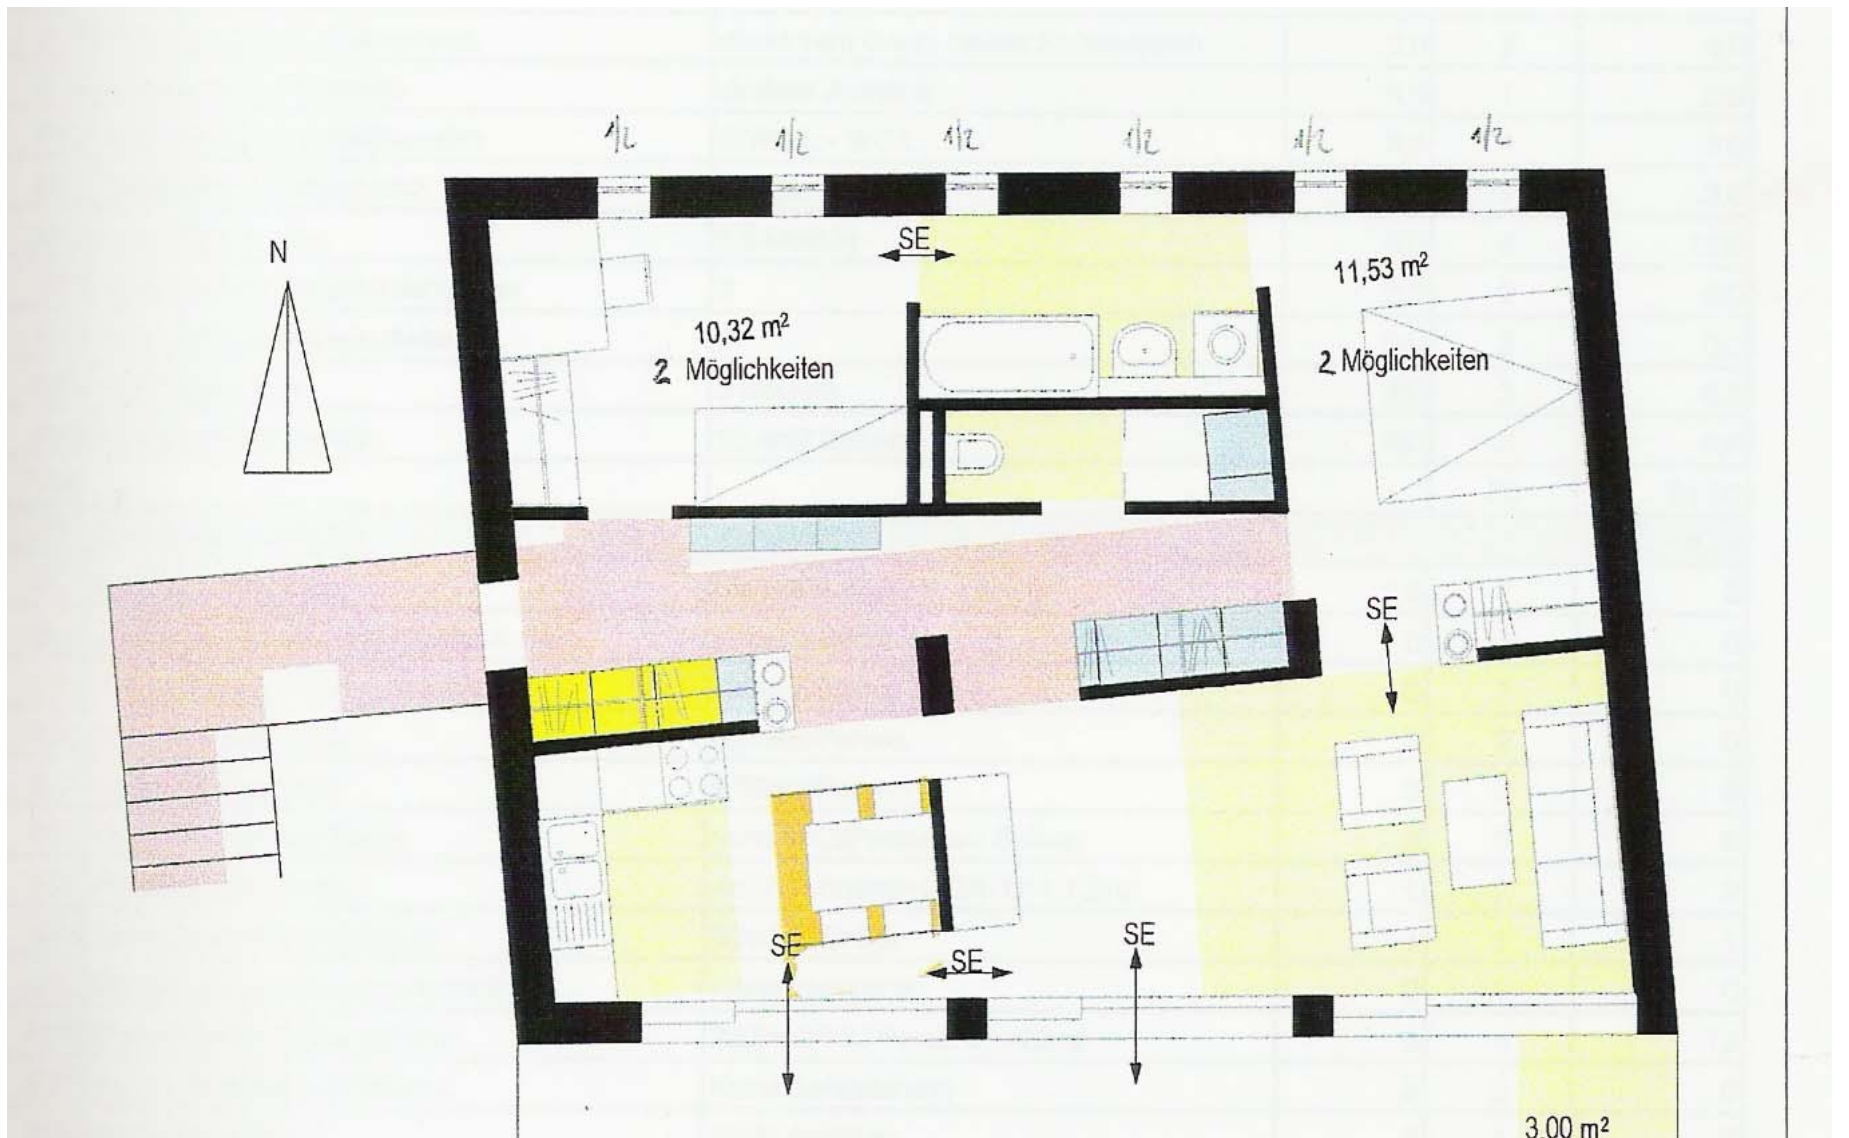 1/2 1/2 1/2 1/2 1/2 1/2
N
SE
11,53 m²
10,32 m²
2 Möglichkeiten
2 Möglichkeiten
SE
SE
SE
SE
3,00 m²